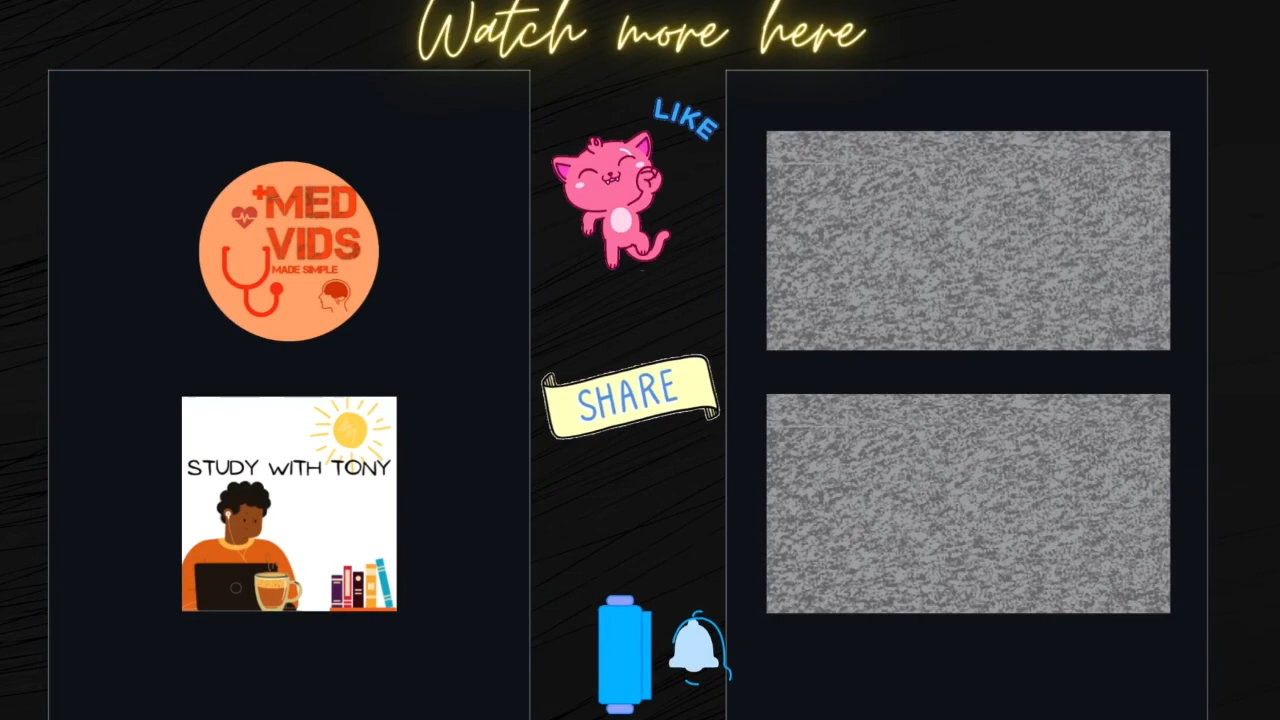 Watch more here
LIKE
MED
VIDS
MADE SIMPLE
SHARE
STUDY WITH TONY